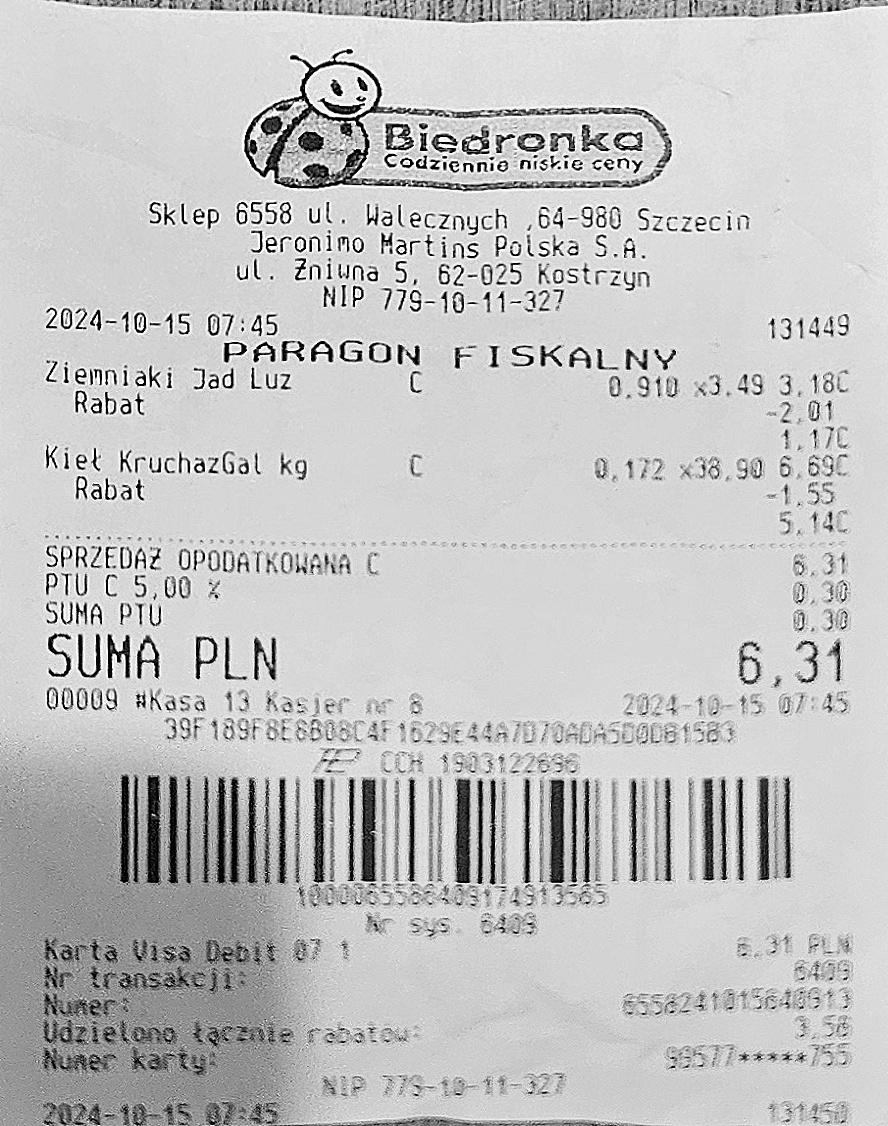 Biedronka
Codziennie niskie ceny
Sklep 6558 ul. Walecznych ,64-980 Szczecin
Jeronimo Martins Polska S.A.
ul. Żniwna 5, 62-025 Kostrzyn
NIP 779-10-11-327
2024-10-15 07:45 131449
PARAGON FISKALNY
Ziemniaki Jad Luz C 0,910 x3,49 3,18C
Rabat -2,01
1,17C
Kieł KruchazGal kg C 0,172 x38,90 6,69C
Rabat -1,55
5,14C
SPRZEDAŻ OPODATKOWANA C 6,31
PTU C 5,00 % 0,30
SUMA PTU 0,30
SUMA PLN 6,31
00009 #Kasa 13 Kasjer nr 8 2024-10-15 07:45
39F189F8E8B08C4F1629E44A7D70ADA5D0D81583
CCH 1903122696
1000065586409174913565
Nr sys. 6409
Karta Visa Debit 07 1 6,31 PLN
Nr transakcji: 6409
Numer: 6558241015640913
Udzielono łącznie rabatów: 3,56
Numer karty: 99577*****755
NIP 779-10-11-327
2024-10-15 07:45 131450